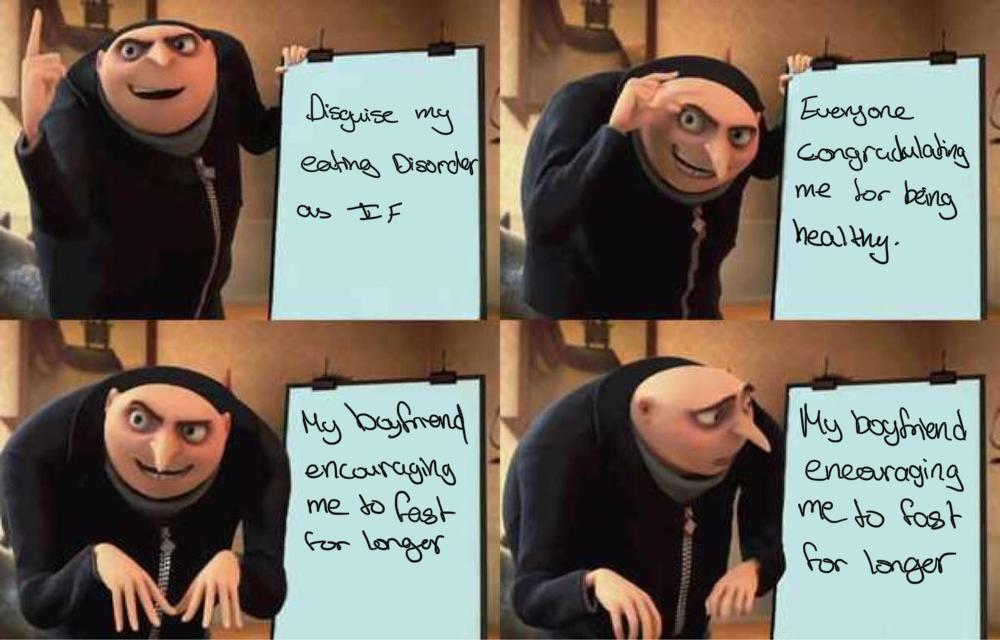 Disguise my
eating Disorder
as IF
Everyone
Congradulating
me for being
healthy.
My boyfriend
encouraging
me to fast
for longer
My boyfriend
encouraging
me to fast
for longer